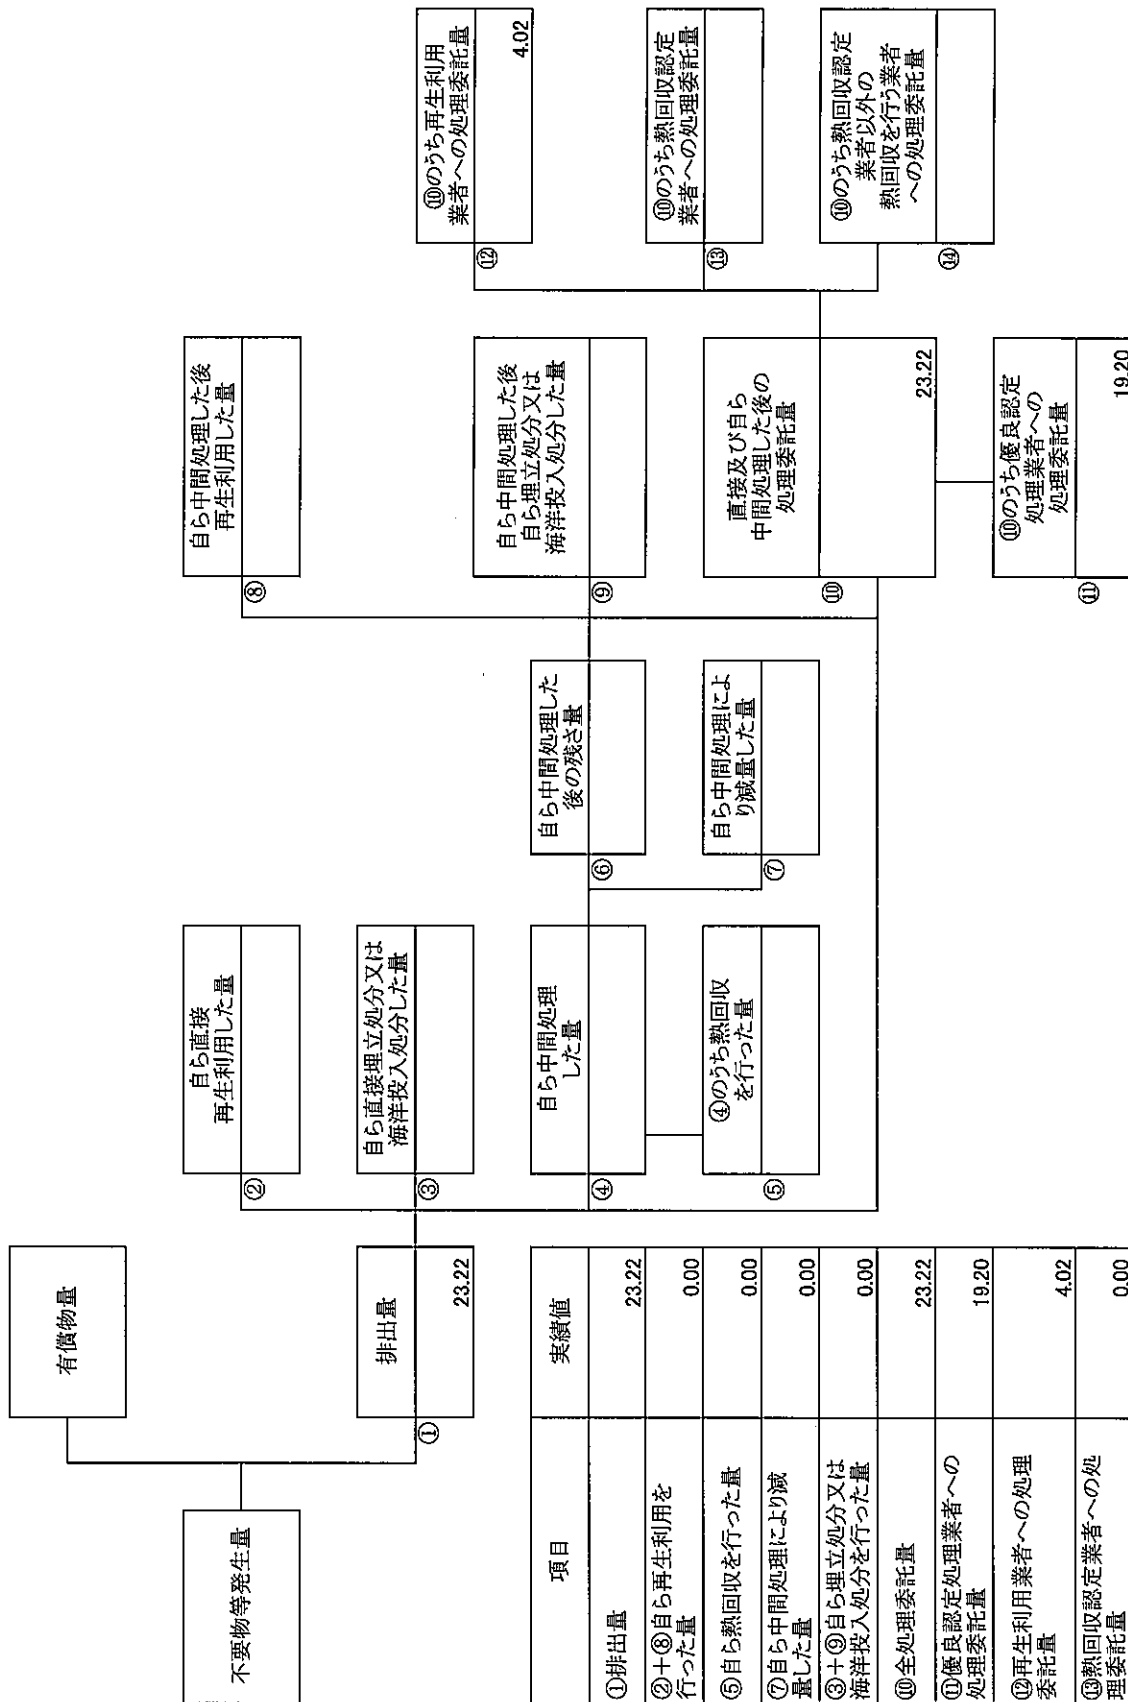 有償物量
不要物等発生量
排出量
①
23.22
②
自ら直接
再生利用した量
③
自ら直接埋立処分又は
海洋投入処分した量
④
自ら中間処理
した量
⑤
④のうち熱回収
を行った量
⑥
自ら中間処理した
後の残さ量
⑦
自ら中間処理によ
り減量した量
⑧
自ら中間処理した後
再生利用した量
⑨
自ら中間処理した後
自ら埋立処分又は
海洋投入処分した量
⑩
直接及び自ら
中間処理した後の
処理委託量
23.22
⑪
⑩のうち優良認定
処理業者への
処理委託量
19.20
⑫
⑩のうち再生利用
業者への処理委託量
4.02
⑬
⑩のうち熱回収認定
業者への処理委託量
⑭
⑩のうち熱回収認定
業者以外の
熱回収を行う業者
への処理委託量
項目 実績値
①排出量 23.22
②+⑧自ら再生利用を
行った量 0.00
⑤自ら熱回収を行った量 0.00
⑦自ら中間処理により減
量した量 0.00
③+⑨自ら埋立処分又は
海洋投入処分を行った量 0.00
⑩全処理委託量 23.22
⑪優良認定処理業者への
処理委託量 19.20
⑫再生利用業者への処理
委託量 4.02
⑬熱回収認定業者への処
理委託量 0.00